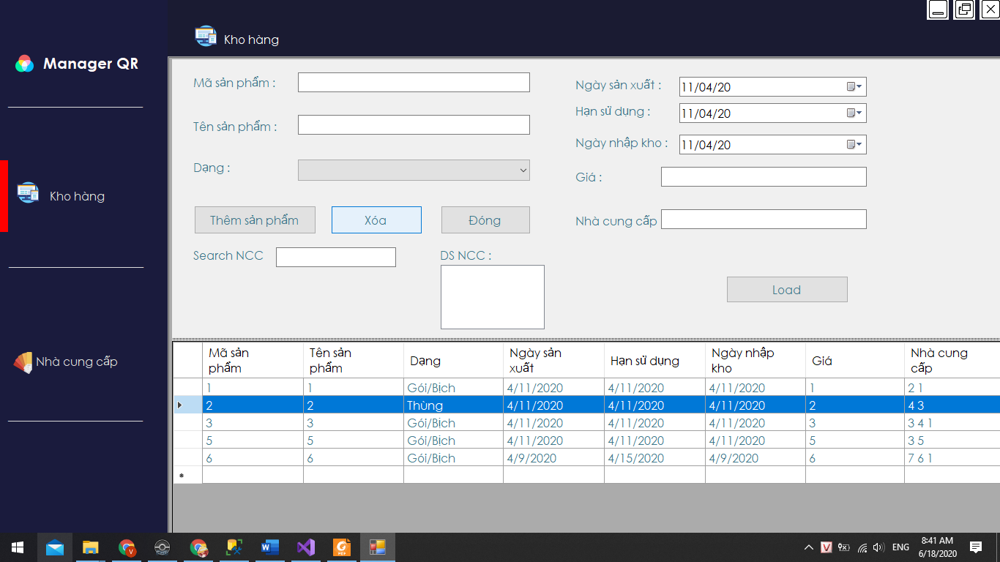 Kho hàng
Manager QR
Kho hàng
Nhà cung cấp
Mã sản phẩm :
Tên sản phẩm :
Dạng :
Ngày sản xuất : 11/04/20
Hạn sử dụng : 11/04/20
Ngày nhập kho : 11/04/20
Giá :
Nhà cung cấp
Thêm sản phẩm Xóa Đóng
Search NCC DS NCC :
Load
Mã sản phẩm Tên sản phẩm Dạng Ngày sản xuất Hạn sử dụng Ngày nhập kho Giá Nhà cung cấp
1 1 Gói/Bịch 4/11/2020 4/11/2020 4/11/2020 1 2 1
2 2 Thùng 4/11/2020 4/11/2020 4/11/2020 2 4 3
3 3 Gói/Bịch 4/11/2020 4/11/2020 4/11/2020 3 3 4 1
5 5 Gói/Bịch 4/11/2020 4/11/2020 4/11/2020 5 3 5
6 6 Gói/Bịch 4/9/2020 4/15/2020 4/9/2020 6 7 6 1
ENG 8:41 AM
6/18/2020